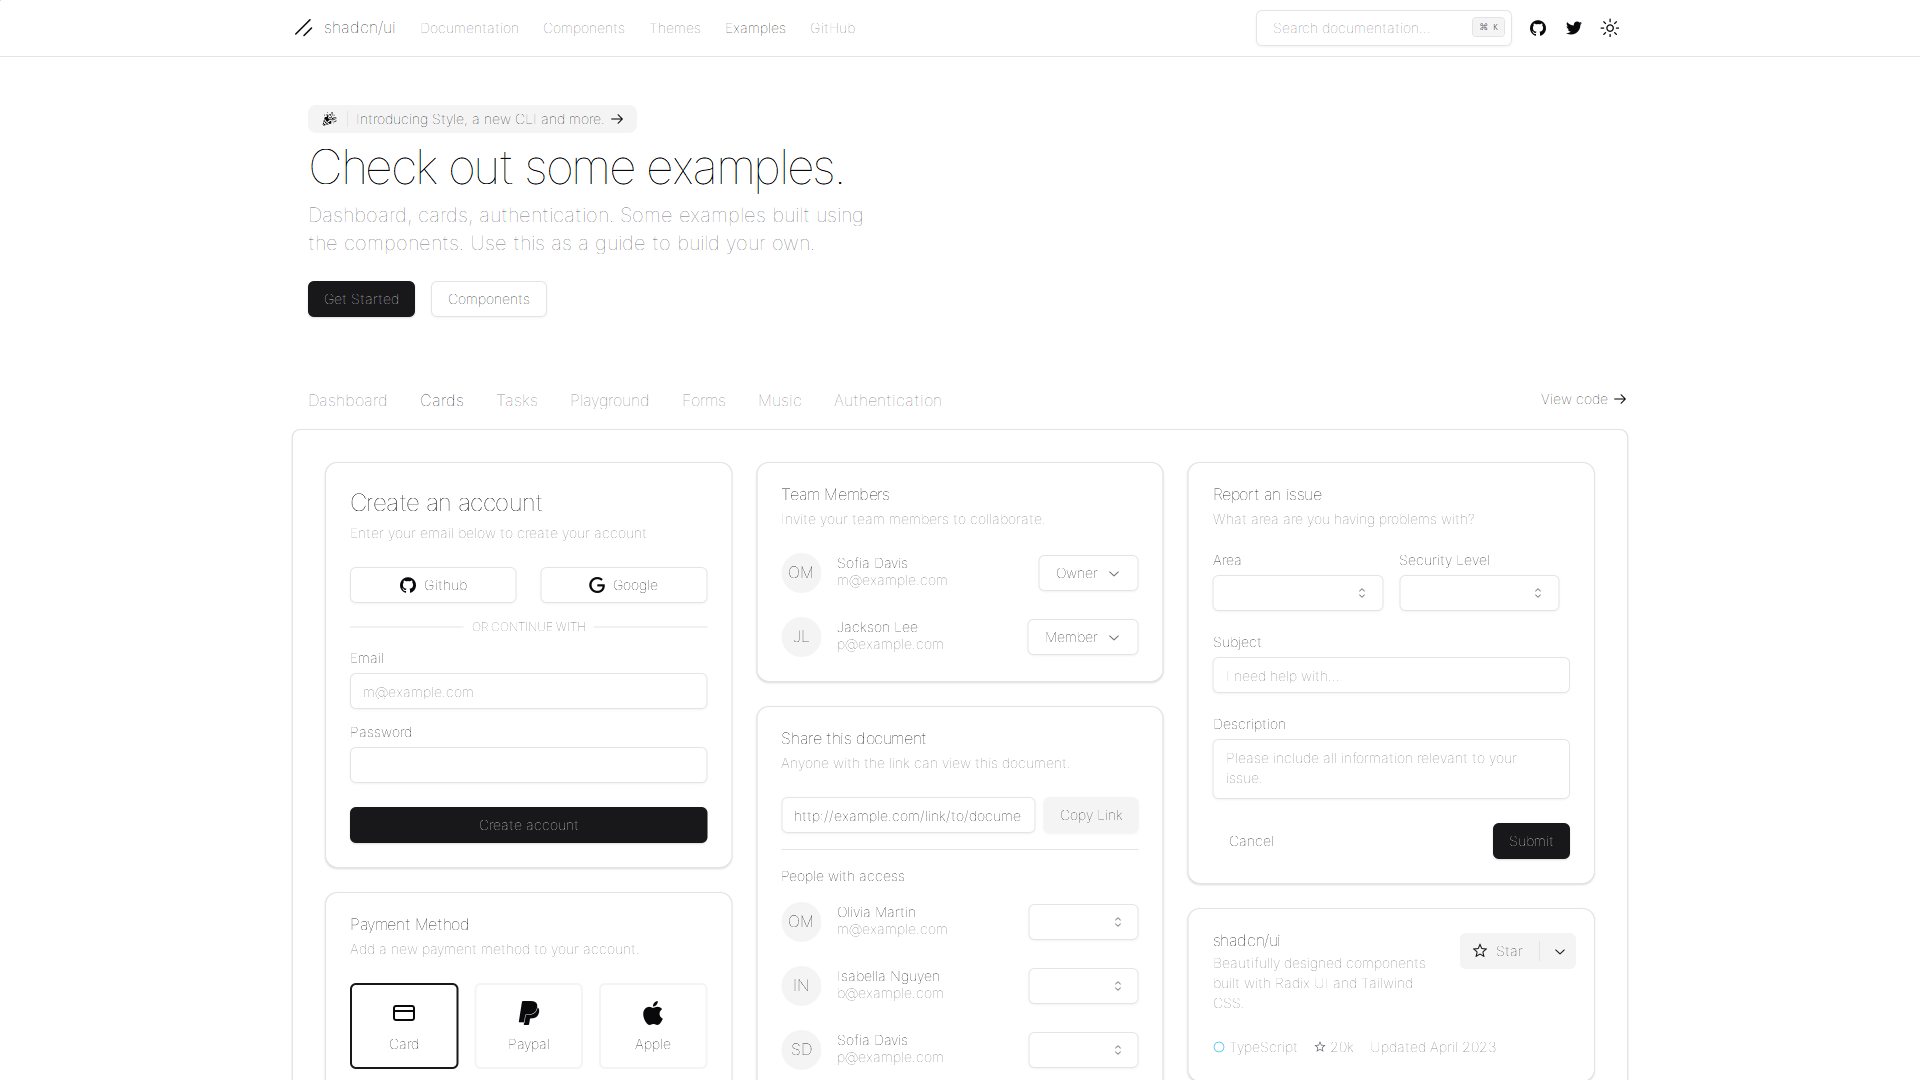 shadcn/ui Documentation Components Themes Examples GitHub Search documentation... ⌘ K
Introducing Style, a new CLI and more.
Check out some examples.
Dashboard, cards, authentication. Some examples built using
the components. Use this as a guide to build your own.
Get Started Components
Dashboard Cards Tasks Playground Forms Music Authentication View code
Create an account
Enter your email below to create your account
Github Google
OR CONTINUE WITH
Email
m@example.com
Password
Create account
Payment Method
Add a new payment method to your account.
Card Paypal Apple
Team Members
Invite your team members to collaborate.
OM Sofia Davis
m@example.com
Owner
JL Jackson Lee
p@example.com
Member
Share this document
Anyone with the link can view this document.
http://example.com/link/to/docume Copy Link
People with access
OM Olivia Martin
m@example.com
IN Isabella Nguyen
b@example.com
SD Sofia Davis
p@example.com
Report an issue
What area are you having problems with?
Area Security Level
Subject
I need help with...
Description
Please include all information relevant to your
issue.
Cancel Submit
shadcn/ui
Beautifully designed components
built with Radix UI and Tailwind
CSS.
Star
TypeScript 20k Updated April 2023